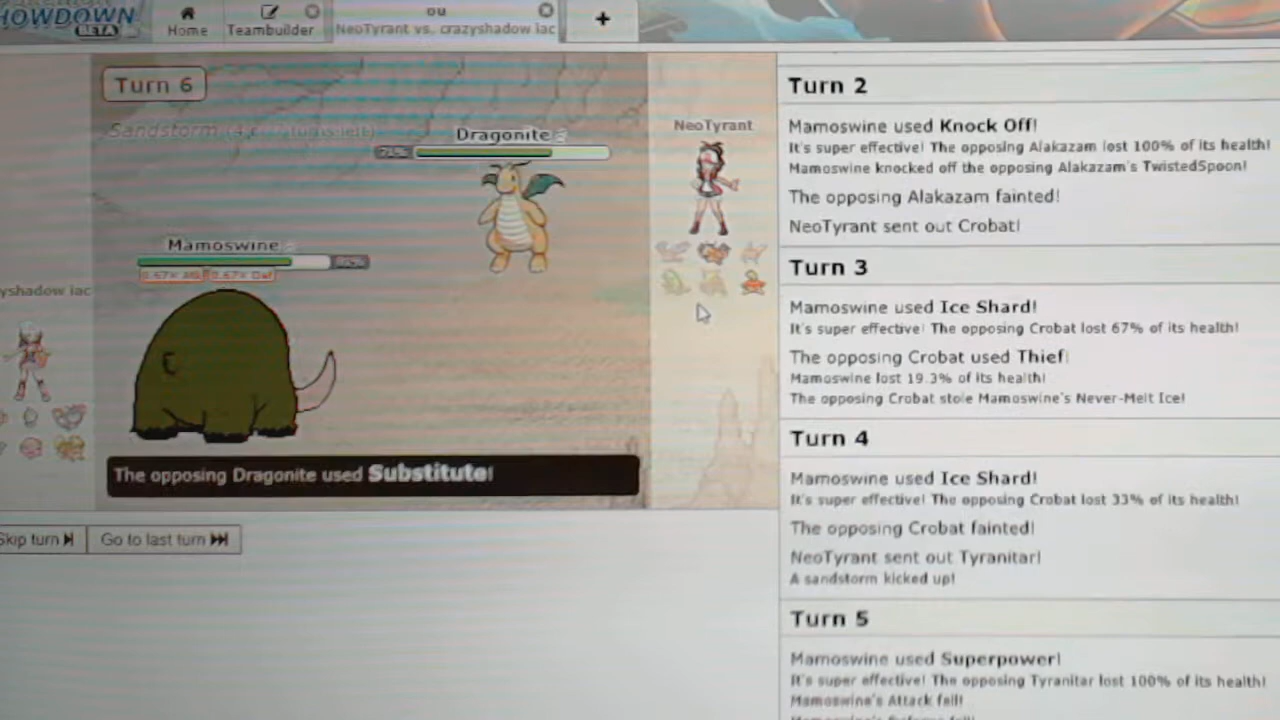 HOWDOWN
BETA
Home
Teambuilder
ou
NeoTyrant vs. crazyshadow iac
+
Turn 6
Dragonite
Mamoswine
NeoTyrant
yshadow iac
The opposing Dragonite used Substitute!
Skip turn
Go to last turn
Turn 2
Mamoswine used Knock Off!
It's super effective! The opposing Alakazam lost 100% of its health!
Mamoswine knocked off the opposing Alakazam's TwistedSpoon!
The opposing Alakazam fainted!
NeoTyrant sent out Crobat!
Turn 3
Mamoswine used Ice Shard!
It's super effective! The opposing Crobat lost 67% of its health!
The opposing Crobat used Thief!
Mamoswine lost 19.3% of its health!
The opposing Crobat stole Mamoswine's Never-Melt Ice!
Turn 4
Mamoswine used Ice Shard!
It's super effective! The opposing Crobat lost 33% of its health!
The opposing Crobat fainted!
NeoTyrant sent out Tyranitar!
A sandstorm kicked up!
Turn 5
Mamoswine used Superpower!
It's super effective! The opposing Tyranitar lost 100% of its health!
Mamoswine's Attack fell!